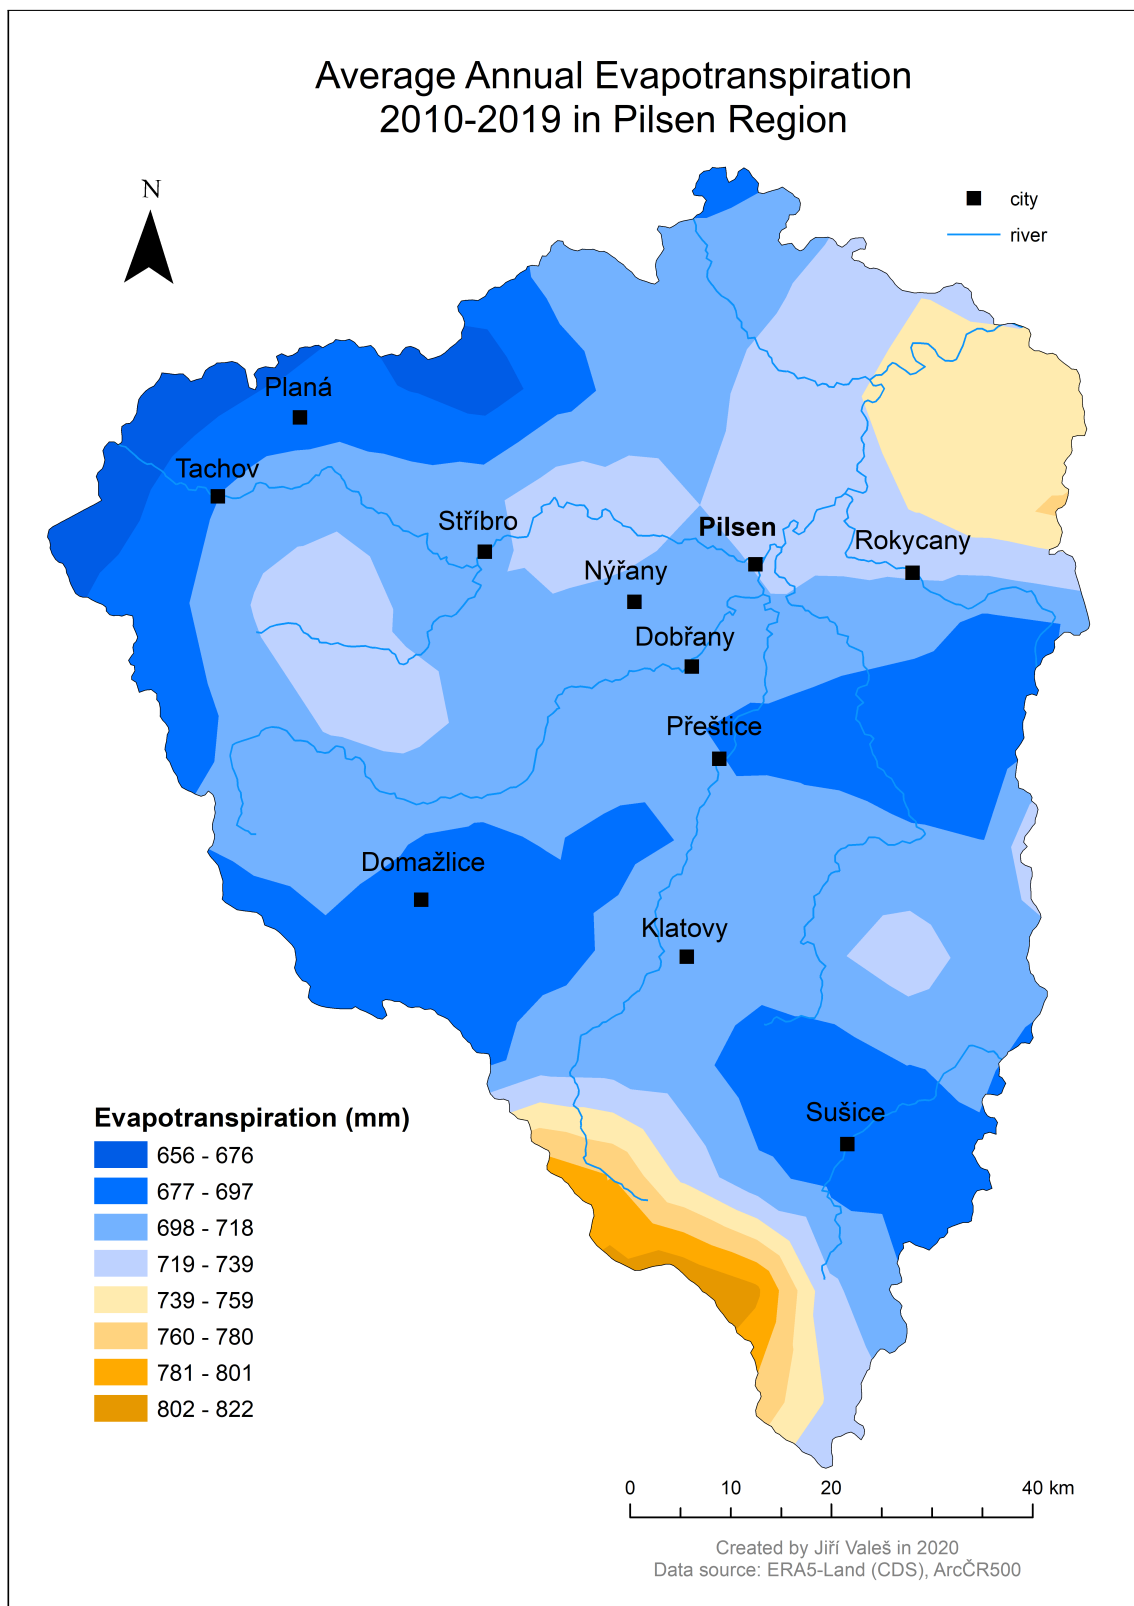 Average Annual Evapotranspiration
2010-2019 in Pilsen Region
N
city
river
Planá
Tachov
Stříbro
Pilsen
Rokycany
Nýřany
Dobřany
Přeštice
Domažlice
Klatovy
Sušice
Evapotranspiration (mm)
656 - 676
677 - 697
698 - 718
719 - 739
739 - 759
760 - 780
781 - 801
802 - 822
0 10 20 40 km
Created by Jiří Valeš in 2020
Data source: ERA5-Land (CDS), ArcČR500